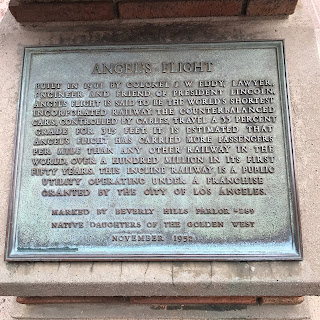 ANGEL'S FLIGHT
BUILT IN 1901 BY COLONEL J. W. EDDY, LAWYER,
ENGINEER AND FRIEND OF PRESIDENT LINCOLN,
ANGELS FLIGHT IS SAID TO BE THE WORLD'S SHORTEST
INCORPORATED RAILWAY. THE COUNTERBALANCED
CARS, CONTROLLED BY CABLES, TRAVEL A 33 PERCENT
GRADE FOR 315 FEET. IT IS ESTIMATED THAT
ANGELS FLIGHT HAS CARRIED MORE PASSENGERS
PER MILE THAN ANY OTHER RAILWAY IN THE
WORLD, OVER A HUNDRED MILLION IN ITS FIRST
FIFTY YEARS. THIS INCLINE RAILWAY IS A PUBLIC
UTILITY OPERATING UNDER A FRANCHISE
GRANTED BY THE CITY OF LOS ANGELES.
MARKED BY BEVERLY HILLS PARLOR #289
NATIVE DAUGHTERS OF THE GOLDEN WEST
NOVEMBER 1952